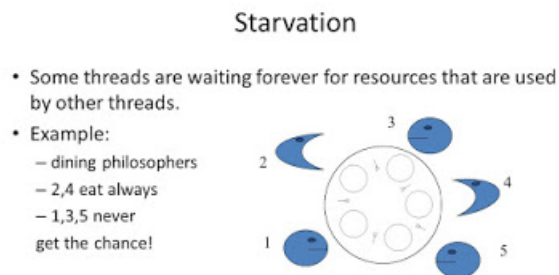 Starvation
• Some threads are waiting forever for resources that are used
by other threads.
• Example:
– dining philosophers
– 2,4 eat always
– 1,3,5 never
get the chance!
3
2
4
1
5